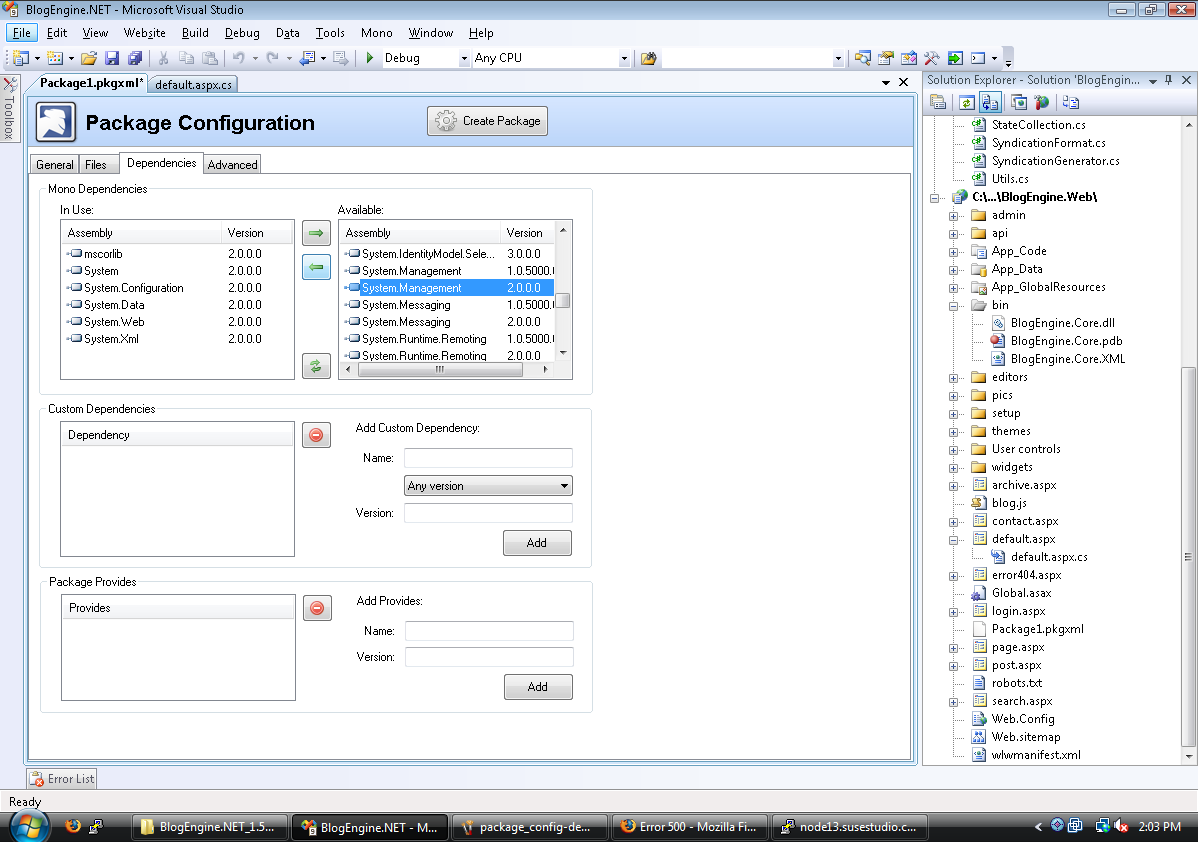 BlogEngine.NET - Microsoft Visual Studio
File Edit View Website Build Debug Data Tools Mono Window Help
Debug Any CPU
Toolbox
Package1.pkgxml* default.aspx.cs
Package Configuration
Create Package
General Files Dependencies Advanced
Mono Dependencies
In Use:
Assembly Version
mscorlib 2.0.0.0
System 2.0.0.0
System.Configuration 2.0.0.0
System.Data 2.0.0.0
System.Web 2.0.0.0
System.Xml 2.0.0.0
Available:
Assembly Version
System.IdentityModel.Sele... 3.0.0.0
System.Management 1.0.5000.
System.Management 2.0.0.0
System.Messaging 1.0.5000.
System.Messaging 2.0.0.0
System.Runtime.Remoting 1.0.5000.
System.Runtime.Remoting 2.0.0.0
Custom Dependencies
Dependency
Add Custom Dependency:
Name:
Any version
Version:
Add
Package Provides
Provides
Add Provides:
Name:
Version:
Add
Solution Explorer - Solution 'BlogEngin...
StateCollection.cs
SyndicationFormat.cs
SyndicationGenerator.cs
Utils.cs
C:\...\BlogEngine.Web\
admin
api
App_Code
App_Data
App_GlobalResources
bin
BlogEngine.Core.dll
BlogEngine.Core.pdb
BlogEngine.Core.XML
editors
pics
setup
themes
User controls
widgets
archive.aspx
blog.js
contact.aspx
default.aspx
default.aspx.cs
error404.aspx
Global.asax
login.aspx
Package1.pkgxml
page.aspx
post.aspx
robots.txt
search.aspx
Web.Config
Web.sitemap
wlwmanifest.xml
Error List
Ready
BlogEngine.NET_1.5... BlogEngine.NET - M... package_config-de... Error 500 - Mozilla Fi... node13.susestudio.c... 2:03 PM